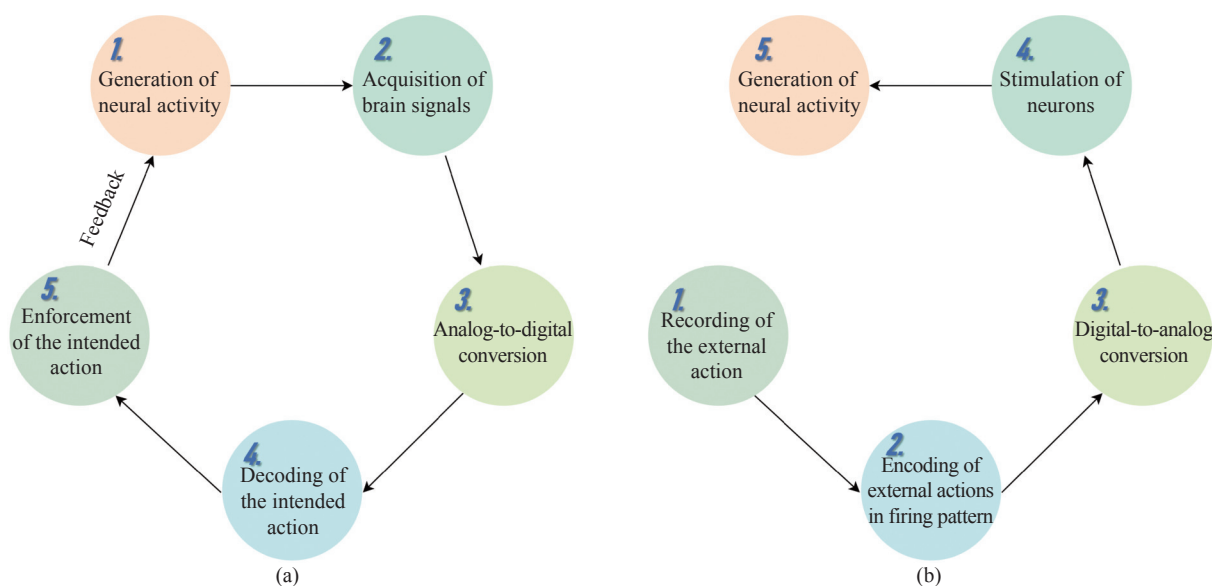 1.
Generation of
neural activity
2.
Acquisition of
brain signals
3.
Analog-to-digital
conversion
4.
Decoding of
the intended
action
5.
Enforcement
of the intended
action
Feedback
(a)
5.
Generation of
neural activity
4.
Stimulation of
neurons
1.
Recording of
the external
action
3.
Digital-to-analog
conversion
2.
Encoding of
external actions
in firing pattern
(b)